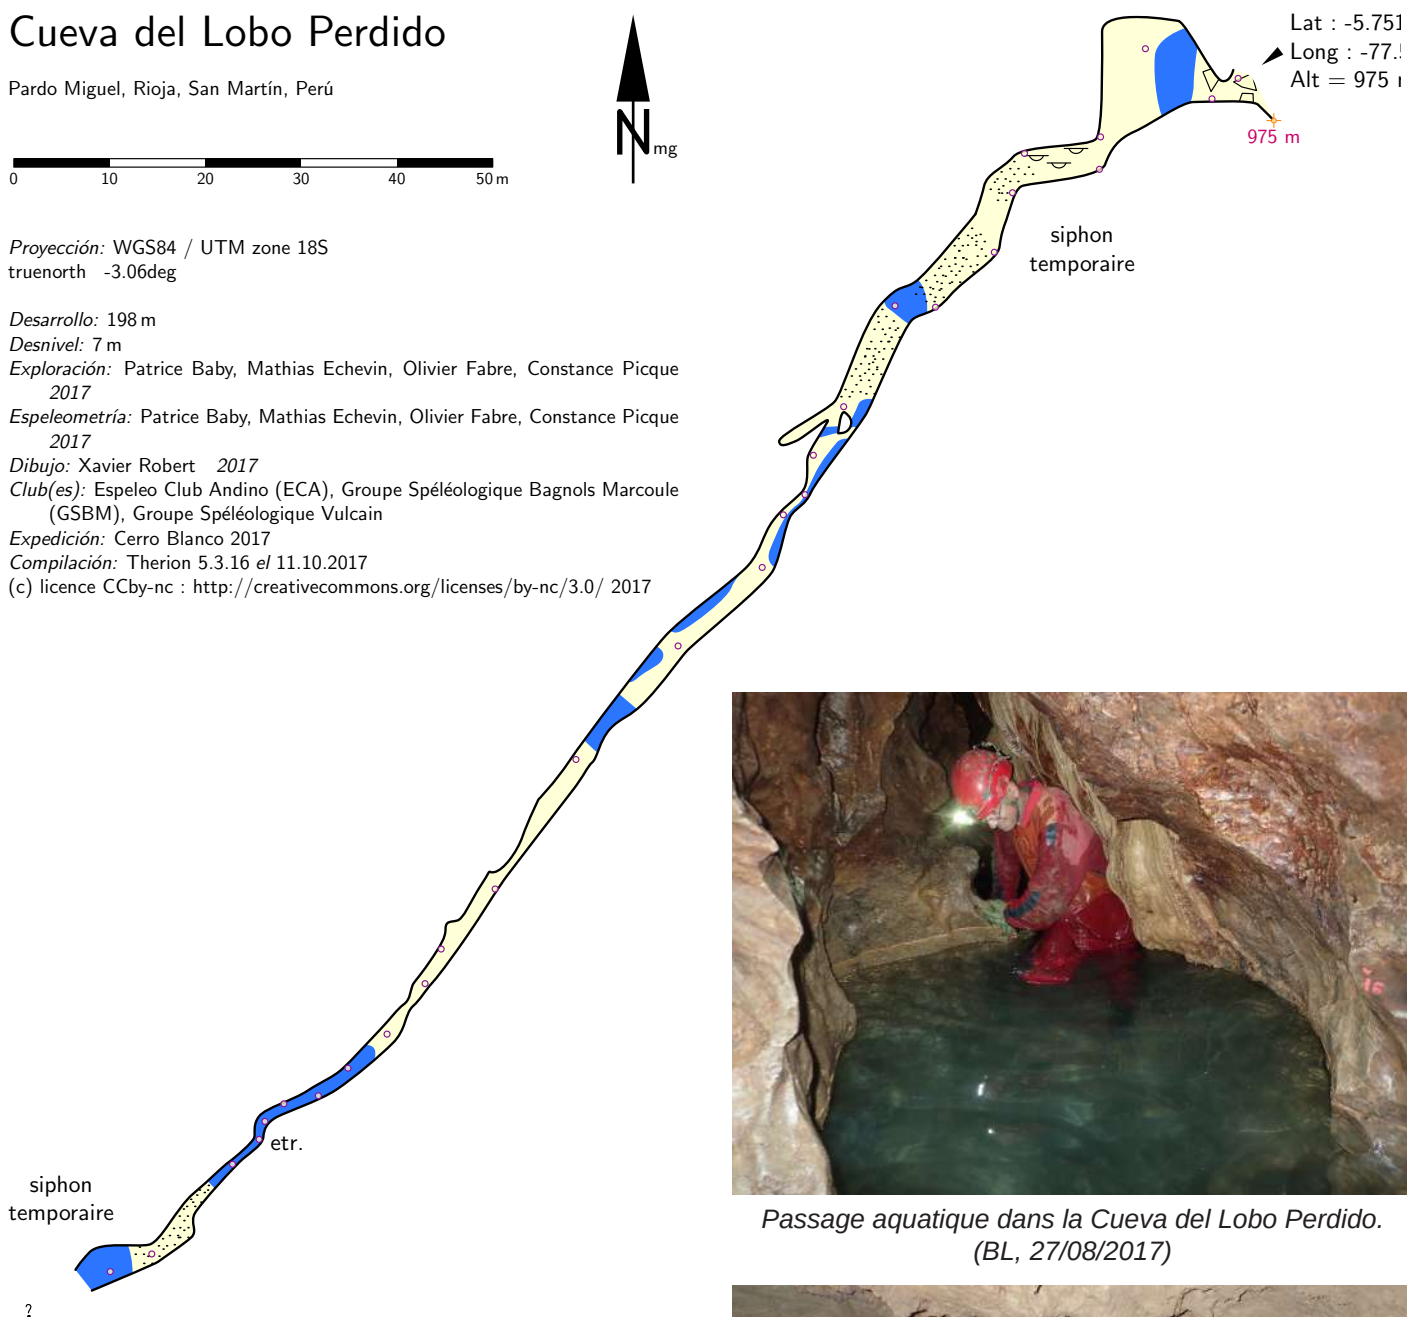 Cueva del Lobo Perdido
Pardo Miguel, Rioja, San Martín, Perú
0 10 20 30 40 50 m
N mg
Lat : -5.751
Long : -77.
Alt = 975
975 m
Proyección: WGS84 / UTM zone 18S
truenorth -3.06deg
Desarrollo: 198 m
Desnivel: 7 m
Exploración: Patrice Baby, Mathias Echevin, Olivier Fabre, Constance Picque
2017
Espeleometría: Patrice Baby, Mathias Echevin, Olivier Fabre, Constance Picque
2017
Dibujo: Xavier Robert 2017
Club(es): Espeleo Club Andino (ECA), Groupe Spéléologique Bagnols Marcoule
(GSBM), Groupe Spéléologique Vulcain
Expedición: Cerro Blanco 2017
Compilación: Therion 5.3.16 el 11.10.2017
(c) licence CCby-nc : http://creativecommons.org/licenses/by-nc/3.0/ 2017
siphon
temporaire
etr.
siphon
temporaire
?
Passage aquatique dans la Cueva del Lobo Perdido.
(BL, 27/08/2017)